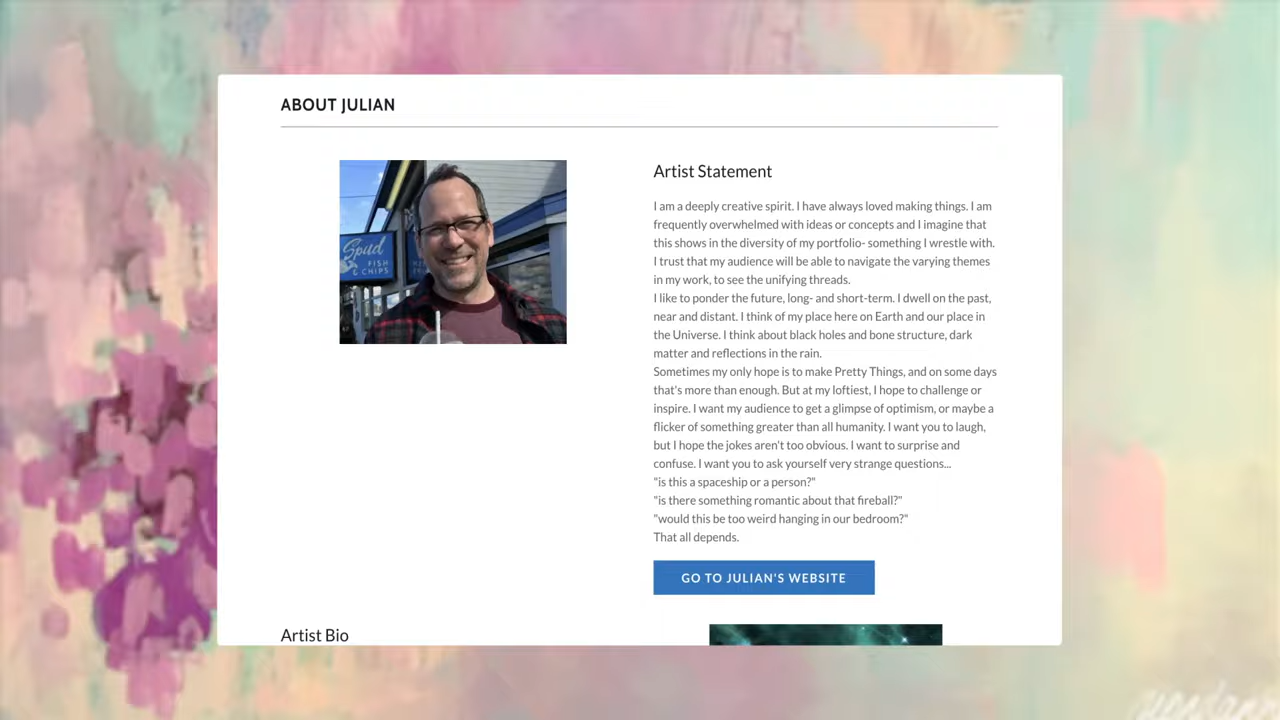 ABOUT JULIAN
Spud
FISH
& CHIPS
Artist Statement
I am a deeply creative spirit. I have always loved making things. I am
frequently overwhelmed with ideas or concepts and I imagine that
this shows in the diversity of my portfolio- something I wrestle with.
I trust that my audience will be able to navigate the varying themes
in my work, to see the unifying threads.
I like to ponder the future, long- and short-term. I dwell on the past,
near and distant. I think of my place here on Earth and our place in
the Universe. I think about black holes and bone structure, dark
matter and reflections in the rain.
Sometimes my only hope is to make Pretty Things, and on some days
that's more than enough. But at my loftiest, I hope to challenge or
inspire. I want my audience to get a glimpse of optimism, or maybe a
flicker of something greater than all humanity. I want you to laugh,
but I hope the jokes aren't too obvious. I want to surprise and
confuse. I want you to ask yourself very strange questions...
"is this a spaceship or a person?"
"is there something romantic about that fireball?"
"would this be too weird hanging in our bedroom?"
That all depends.
GO TO JULIAN'S WEBSITE
Artist Bio